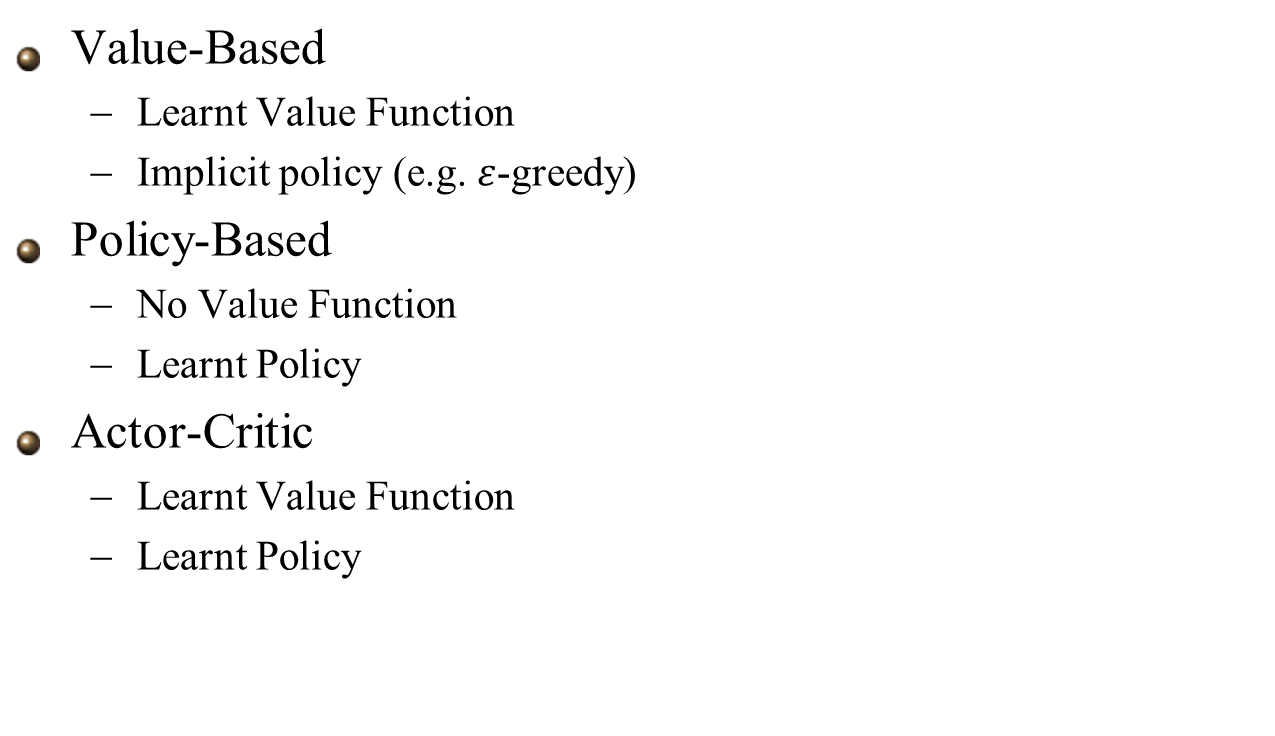 Value-Based
– Learnt Value Function
– Implicit policy (e.g. ε-greedy)
Policy-Based
– No Value Function
– Learnt Policy
Actor-Critic
– Learnt Value Function
– Learnt Policy